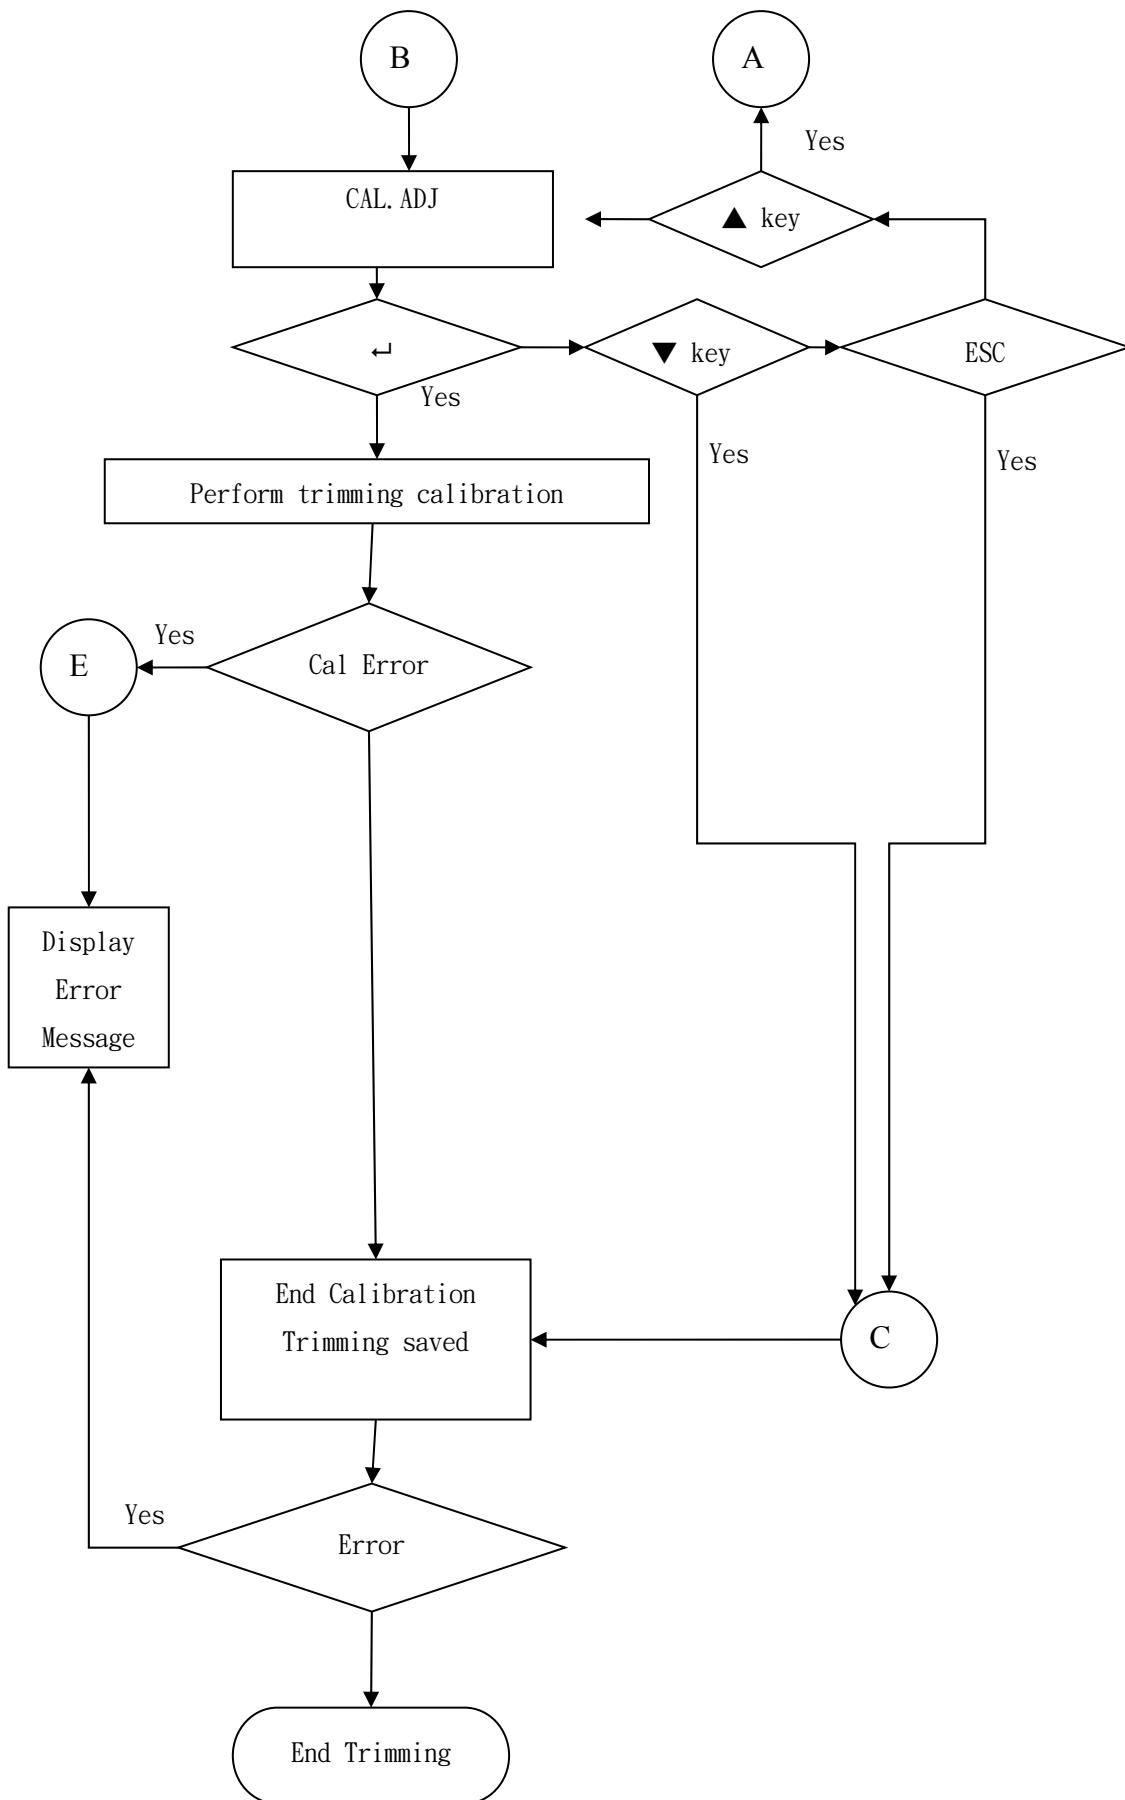 B
A
Yes
CAL.ADJ
▲ key
↵
▼ key
ESC
Yes
Yes
Yes
Perform trimming calibration
Yes
E
Cal Error
Display
Error
Message
End Calibration
Trimming saved
C
Yes
Error
End Trimming